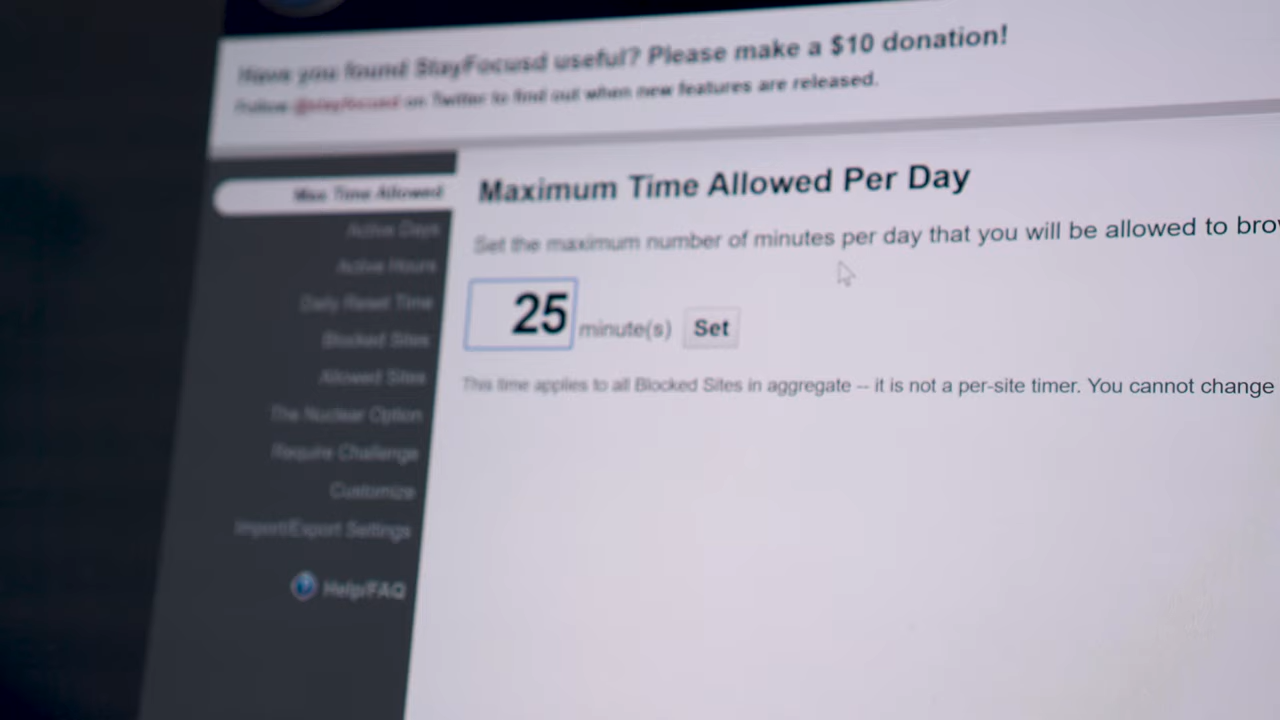 Have you found StayFocusd useful? Please make a $10 donation!
Follow @stayfocusd on Twitter to find out when new features are released.
Max Time Allowed
Active Days
Active Hours
Daily Reset Time
Blocked Sites
Allowed Sites
The Nuclear Option
Require Challenge
Customize
Import/Export Settings
Help/FAQ
Maximum Time Allowed Per Day
Set the maximum number of minutes per day that you will be allowed to bro
25 minute(s) Set
This time applies to all Blocked Sites in aggregate -- it is not a per-site timer. You cannot change